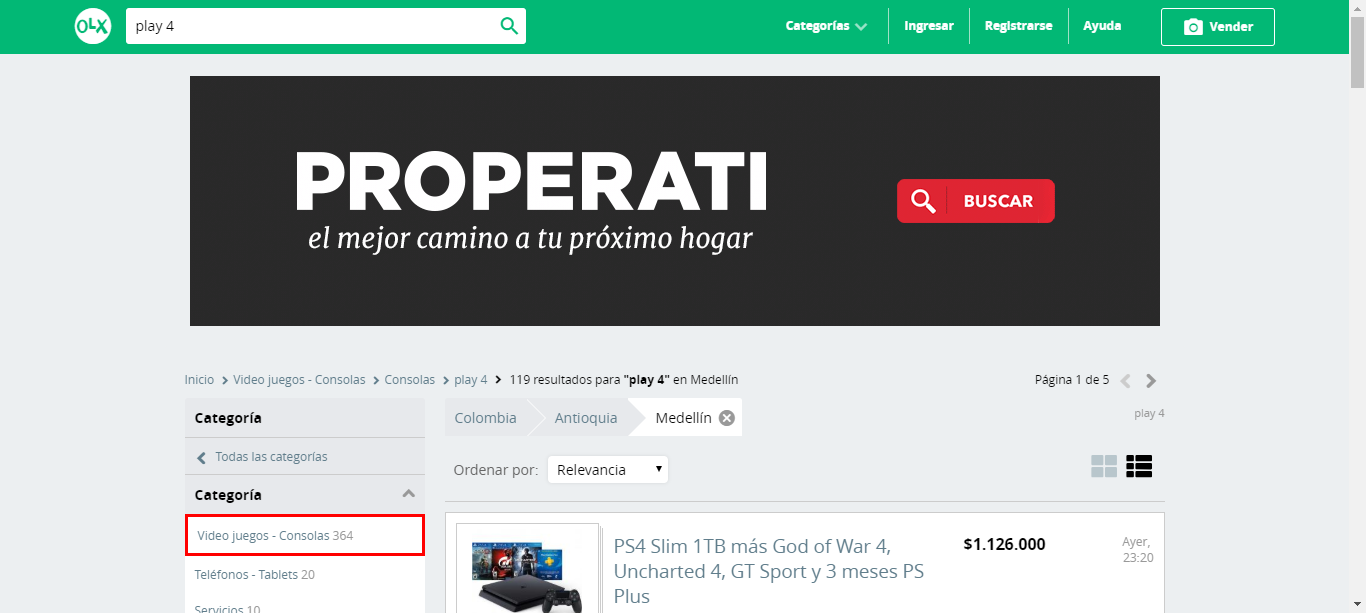 OLX
play 4
Categorías
Ingresar
Registrarse
Ayuda
Vender
PROPERATI
el mejor camino a tu próximo hogar
BUSCAR
Inicio > Video juegos - Consolas > Consolas > play 4 > 119 resultados para "play 4" en Medellín
Página 1 de 5
Categoría
Todas las categorías
Categoría
Video juegos - Consolas 364
Teléfonos - Tablets 20
Servicios 10
Colombia
Antioquia
Medellín
play 4
Ordenar por:
Relevancia
PS4 Slim 1TB más God of War 4,
Uncharted 4, GT Sport y 3 meses PS
Plus
$1.126.000
Ayer,
23:20